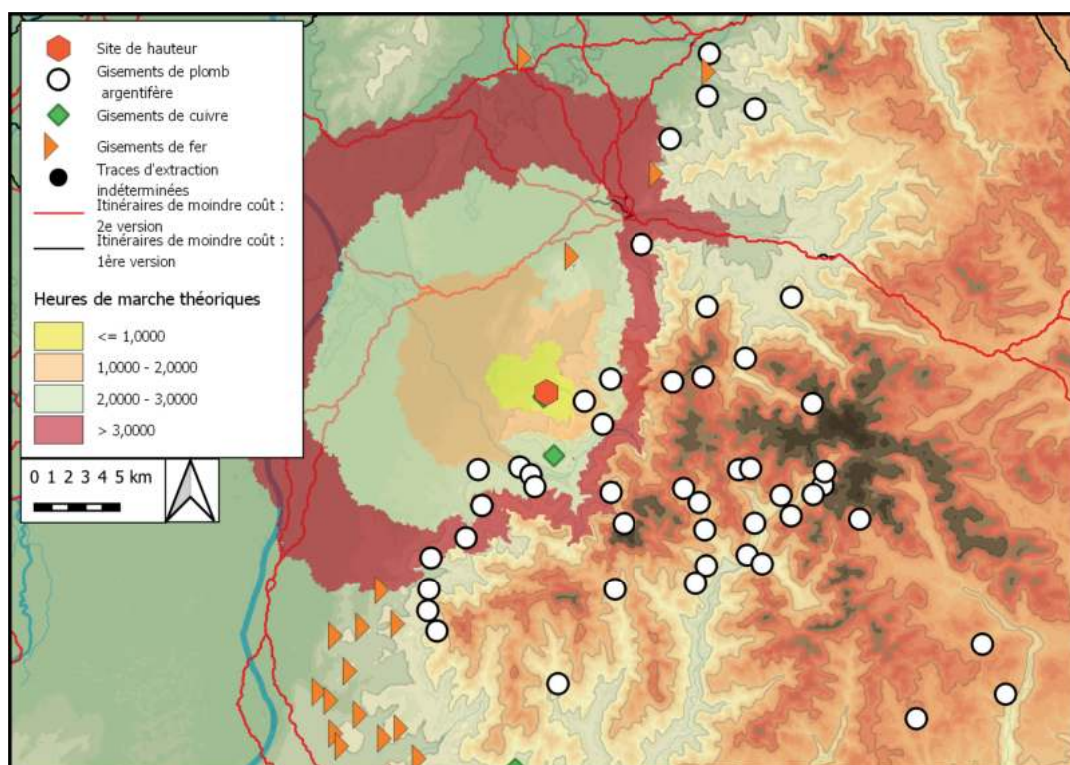 Site de hauteur
Gisements de plomb
argentifère
Gisements de cuivre
Gisements de fer
Traces d'extraction
indéterminées
Itinéraires de moindre coût :
2e version
Itinéraires de moindre coût :
1ère version
Heures de marche théoriques
<= 1,0000
1,0000 - 2,0000
2,0000 - 3,0000
> 3,0000
0 1 2 3 4 5 km